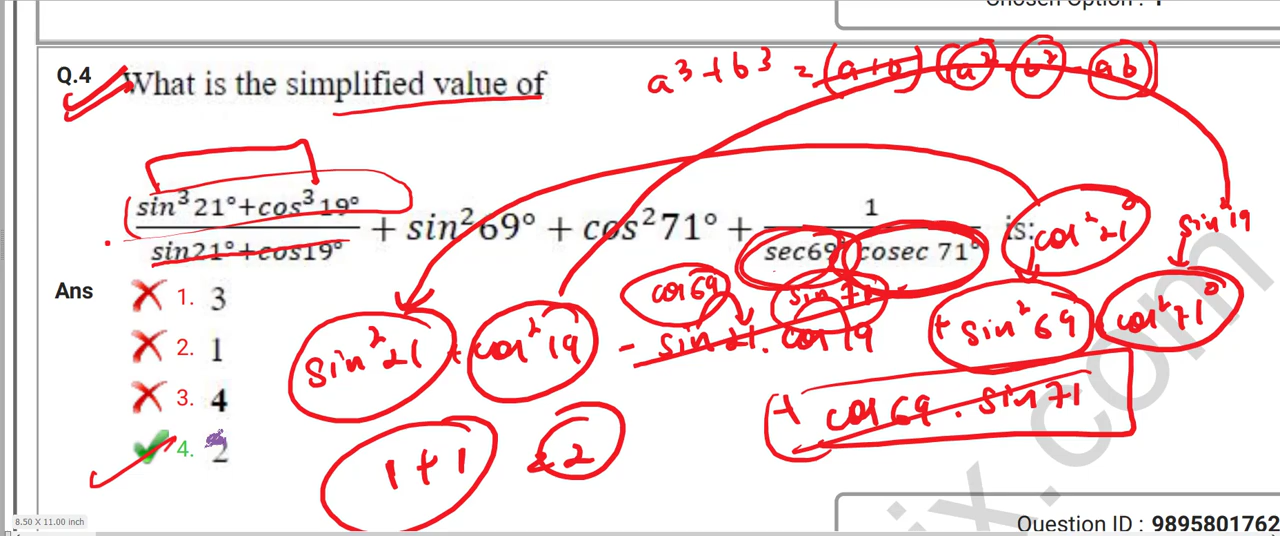 Chosen Option : 1
Q.4 What is the simplified value of
a³ + b³ = (a+b) (a² b² - ab)
sin³21°+cos³19° / sin21°+cos19° + sin²69° + cos²71° + 1 / sec69° cosec 71° is:
cos²21° sin²19
Ans 1. 3
2. 1
3. 4
4. 2
cos69 sin71
sin²21 + cos²19 - sin21. cos19 + sin²69 + cos²71°
+ cos69 . sin71
1 + 1 = 2
ix.com
8.50 X 11.00 inch
Question ID : 9895801762